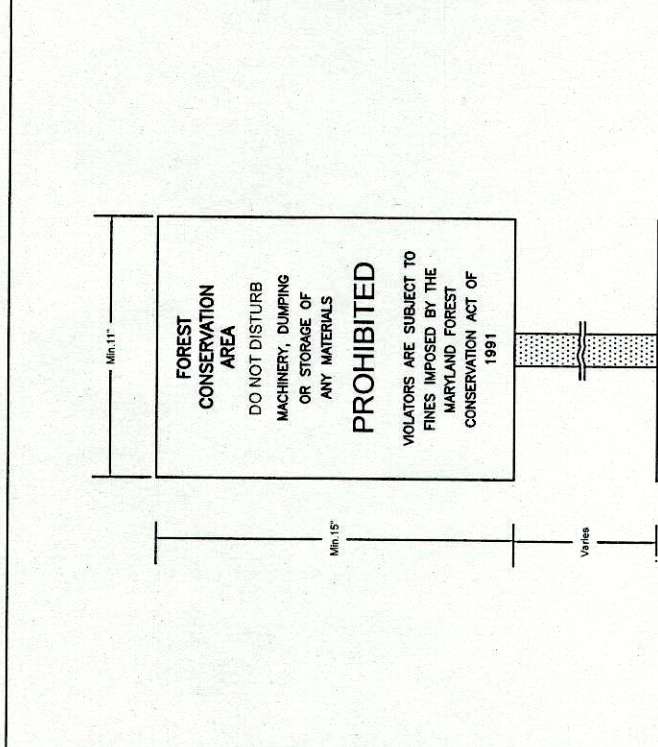 Min.11"
FOREST
CONSERVATION
AREA
DO NOT DISTURB
MACHINERY, DUMPING
OR STORAGE OF
ANY MATERIALS
PROHIBITED
VIOLATORS ARE SUBJECT TO
FINES IMPOSED BY THE
MARYLAND FOREST
CONSERVATION ACT OF
1991
Min.15"
Varies